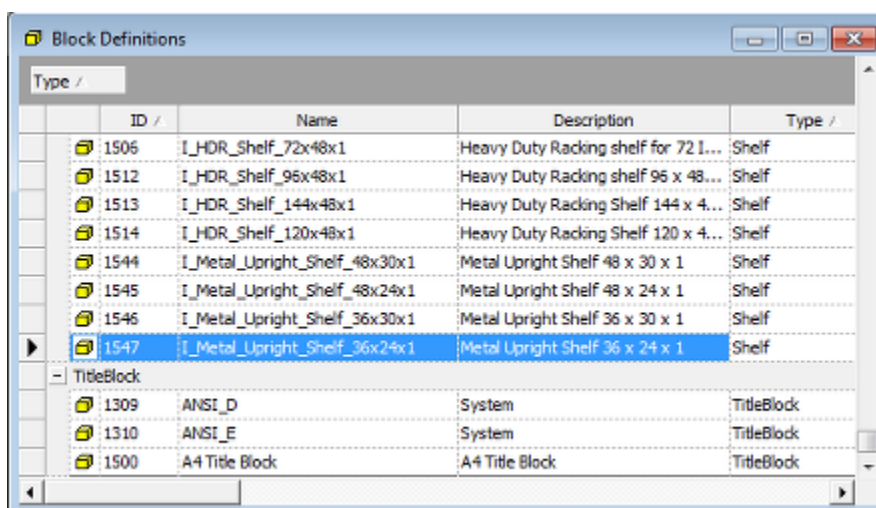 Block Definitions
Type
ID Name Description Type
1506 I_HDR_Shelf_72x48x1 Heavy Duty Racking shelf for 72 I... Shelf
1512 I_HDR_Shelf_96x48x1 Heavy Duty Racking shelf 96 x 48... Shelf
1513 I_HDR_Shelf_144x48x1 Heavy Duty Racking Shelf 144 x 4... Shelf
1514 I_HDR_Shelf_120x48x1 Heavy Duty Racking Shelf 120 x 4... Shelf
1544 I_Metal_Upright_Shelf_48x30x1 Metal Upright Shelf 48 x 30 x 1 Shelf
1545 I_Metal_Upright_Shelf_48x24x1 Metal Upright Shelf 48 x 24 x 1 Shelf
1546 I_Metal_Upright_Shelf_36x30x1 Metal Upright Shelf 36 x 30 x 1 Shelf
1547 I_Metal_Upright_Shelf_36x24x1 Metal Upright Shelf 36 x 24 x 1 Shelf
TitleBlock
1309 ANSI_D System TitleBlock
1310 ANSI_E System TitleBlock
1500 A4 Title Block A4 Title Block TitleBlock